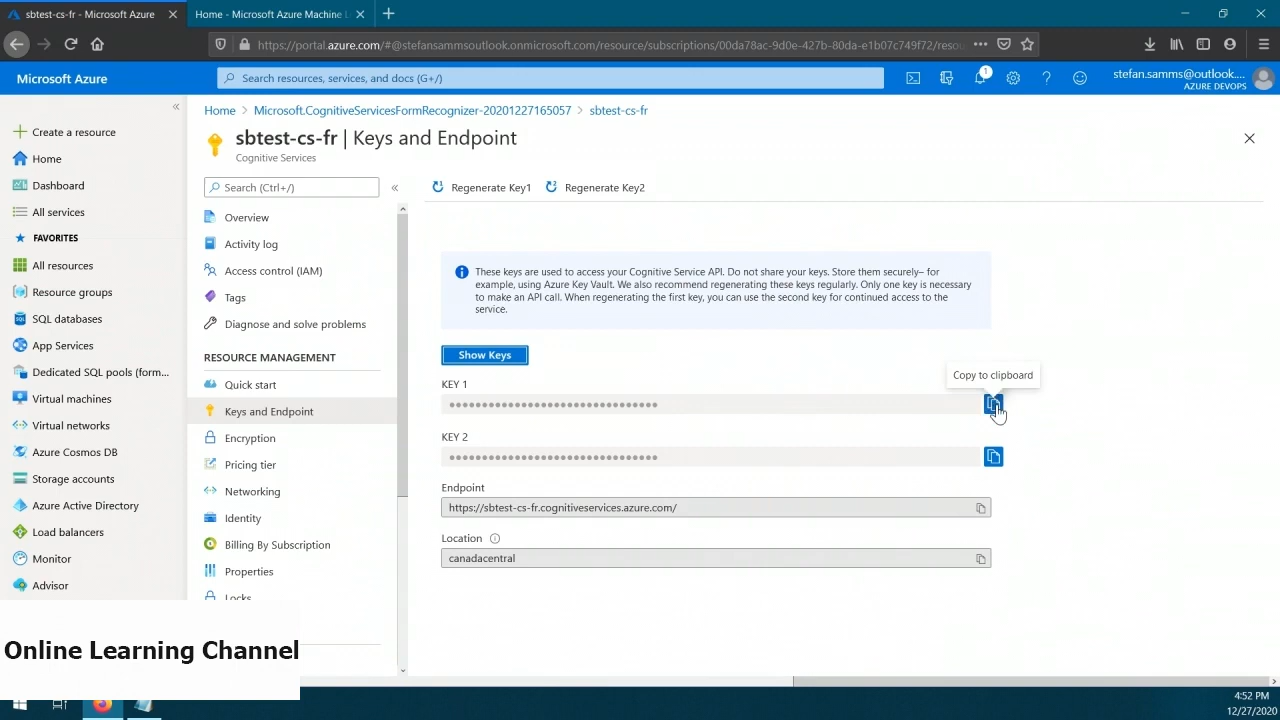 sbtest-cs-fr - Microsoft Azure
Home - Microsoft Azure Machine L
https://portal.azure.com/#@stefansammsoutlook.onmicrosoft.com/resource/subscriptions/00da78ac-9d0e-427b-80da-e1b07c749f72/resou
Microsoft Azure
Search resources, services, and docs (G+/)
1
stefan.samms@outlook....
AZURE DEVOPS
Create a resource
Home
Dashboard
All services
FAVORITES
All resources
Resource groups
SQL databases
App Services
Dedicated SQL pools (form...
Virtual machines
Virtual networks
Azure Cosmos DB
Storage accounts
Azure Active Directory
Load balancers
Monitor
Advisor
Home > Microsoft.CognitiveServicesFormRecognizer-20201227165057 > sbtest-cs-fr
sbtest-cs-fr | Keys and Endpoint
Cognitive Services
Search (Ctrl+/)
Overview
Activity log
Access control (IAM)
Tags
Diagnose and solve problems
RESOURCE MANAGEMENT
Quick start
Keys and Endpoint
Encryption
Pricing tier
Networking
Identity
Billing By Subscription
Properties
Locks
Regenerate Key1
Regenerate Key2
These keys are used to access your Cognitive Service API. Do not share your keys. Store them securely– for
example, using Azure Key Vault. We also recommend regenerating these keys regularly. Only one key is necessary
to make an API call. When regenerating the first key, you can use the second key for continued access to the
service.
Show Keys
Copy to clipboard
KEY 1
KEY 2
Endpoint
https://sbtest-cs-fr.cognitiveservices.azure.com/
Location
canadacentral
Online Learning Channel
4:52 PM
12/27/2020